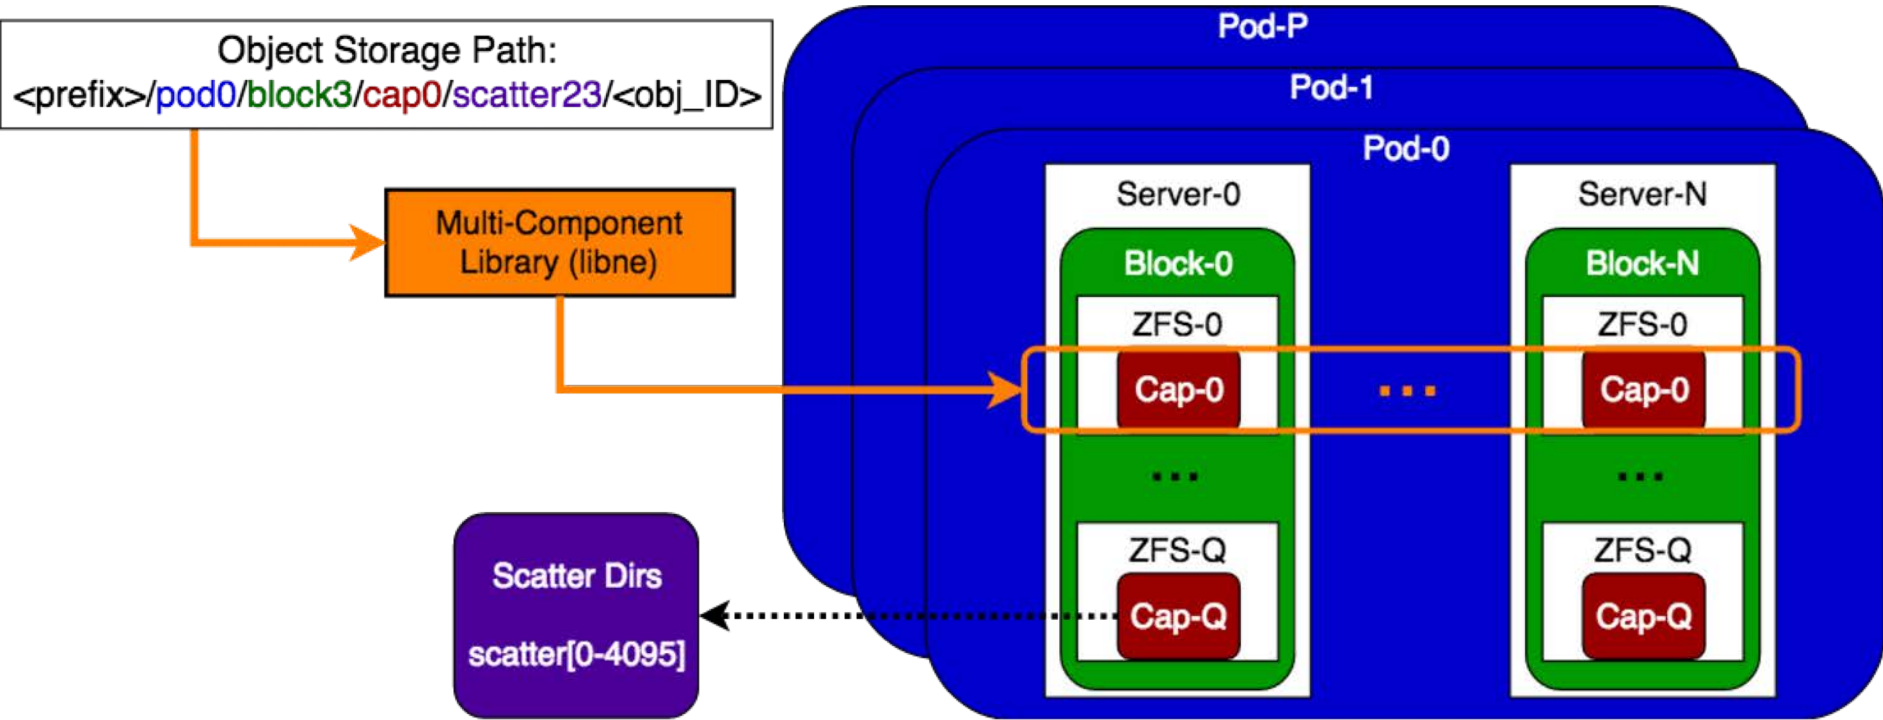 Object Storage Path:
<prefix>/pod0/block3/cap0/scatter23/<obj_ID>
Multi-Component
Library (libne)
Pod-P
Pod-1
Pod-0
Server-0
Block-0
ZFS-0
Cap-0
...
ZFS-Q
Cap-Q
...
Server-N
Block-N
ZFS-0
Cap-0
...
ZFS-Q
Cap-Q
Scatter Dirs
scatter[0-4095]